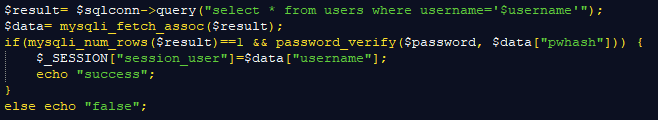 $result= $sqlconn->query("select * from users where username='$username'");
$data= mysqli_fetch_assoc($result);
if(mysqli_num_rows($result)==1 && password_verify($password, $data["pwhash"])) {
    $_SESSION["session_user"]=$data["username"];
    echo "success";
}
else echo "false";